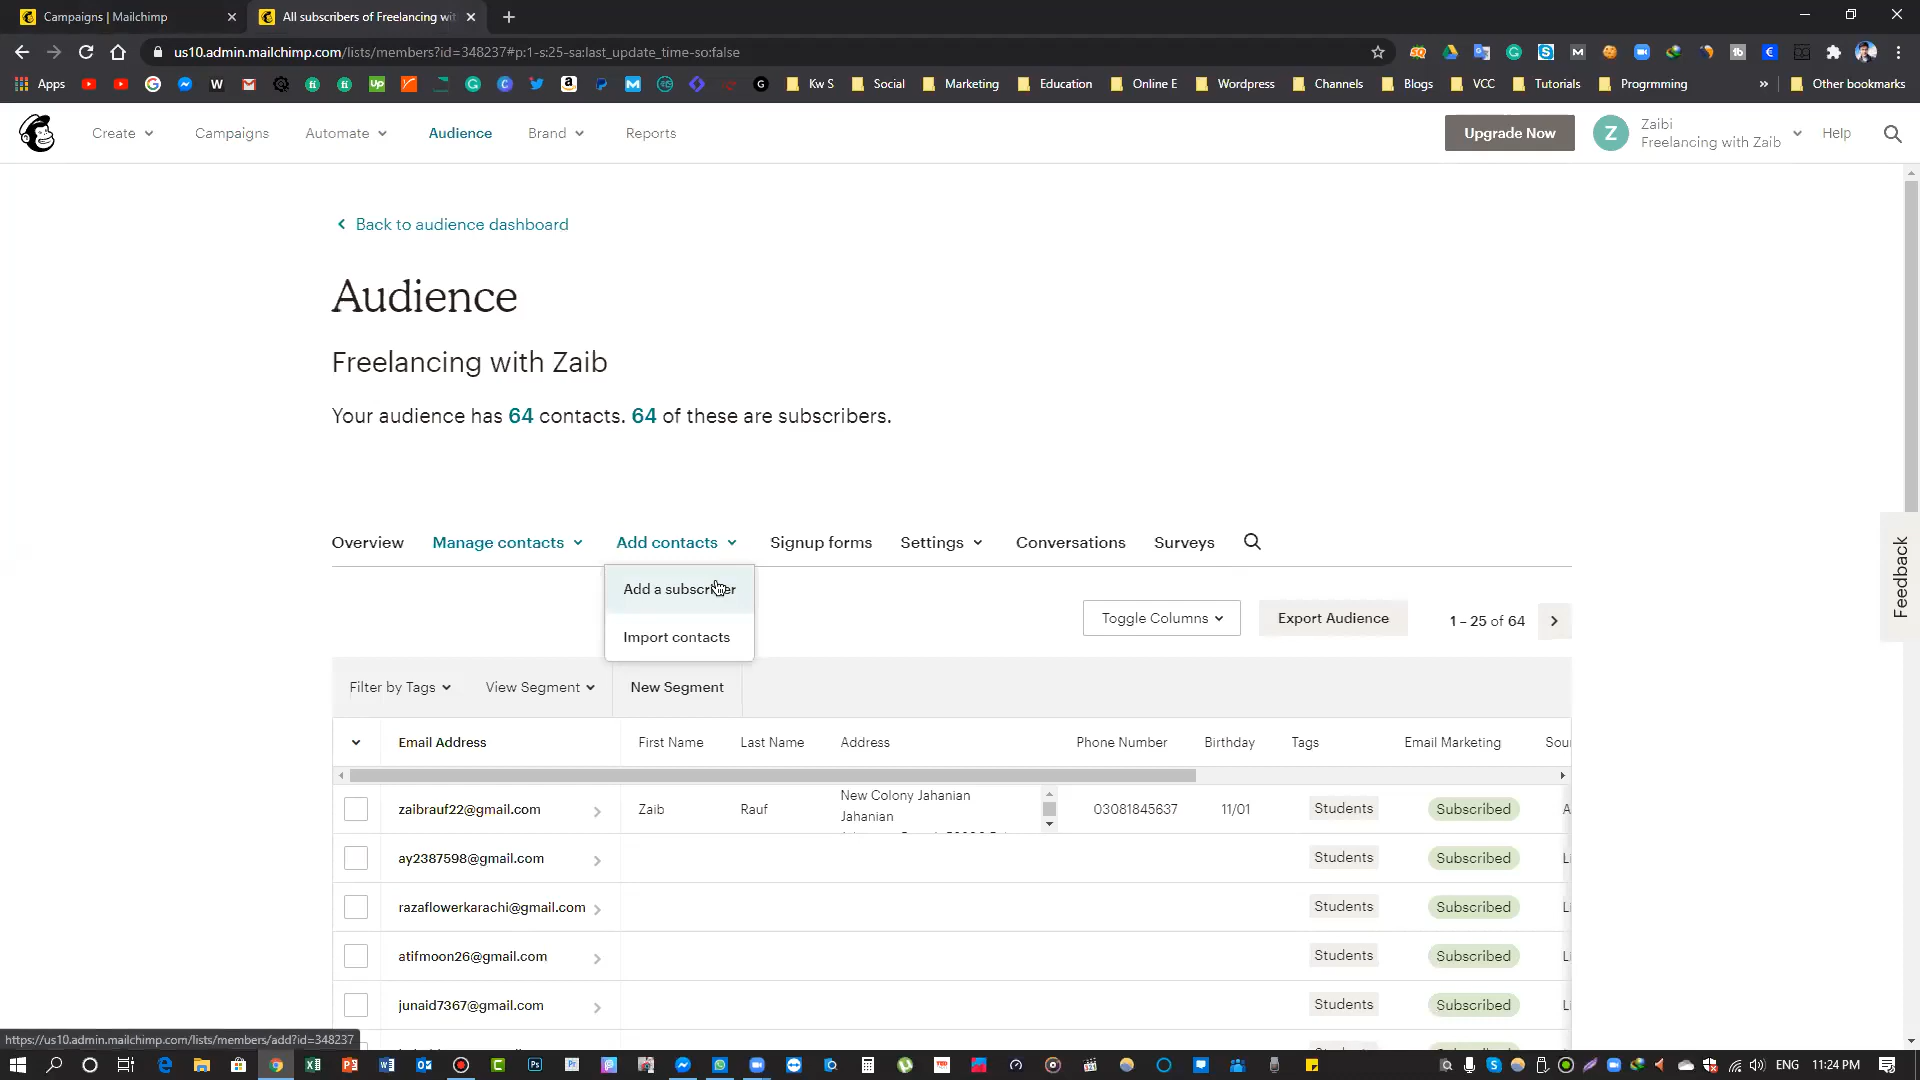 Campaigns | Mailchimp
All subscribers of Freelancing wit
us10.admin.mailchimp.com/lists/members?id=348237#p:1-s:25-sa:last_update_time-so:false
Apps
Kw S
Social
Marketing
Education
Online E
Wordpress
Channels
Blogs
VCC
Tutorials
Progrmming
Other bookmarks
Create
Campaigns
Automate
Audience
Brand
Reports
Upgrade Now
Z
Zaibi
Freelancing with Zaib
Help
Back to audience dashboard
Audience
Freelancing with Zaib
Your audience has 64 contacts. 64 of these are subscribers.
Overview
Manage contacts
Add contacts
Signup forms
Settings
Conversations
Surveys
Feedback
Add a subscriber
Import contacts
Toggle Columns
Export Audience
1 – 25 of 64
Filter by Tags
View Segment
New Segment
Email Address
First Name
Last Name
Address
Phone Number
Birthday
Tags
Email Marketing
Sou
zaibrauf22@gmail.com
Zaib
Rauf
New Colony Jahanian
Jahanian
03081845637
11/01
Students
Subscribed
A
ay2387598@gmail.com
Students
Subscribed
razaflowerkarachi@gmail.com
Students
Subscribed
atifmoon26@gmail.com
Students
Subscribed
junaid7367@gmail.com
Students
Subscribed
https://us10.admin.mailchimp.com/lists/members/add?id=348237
ENG
11:24 PM